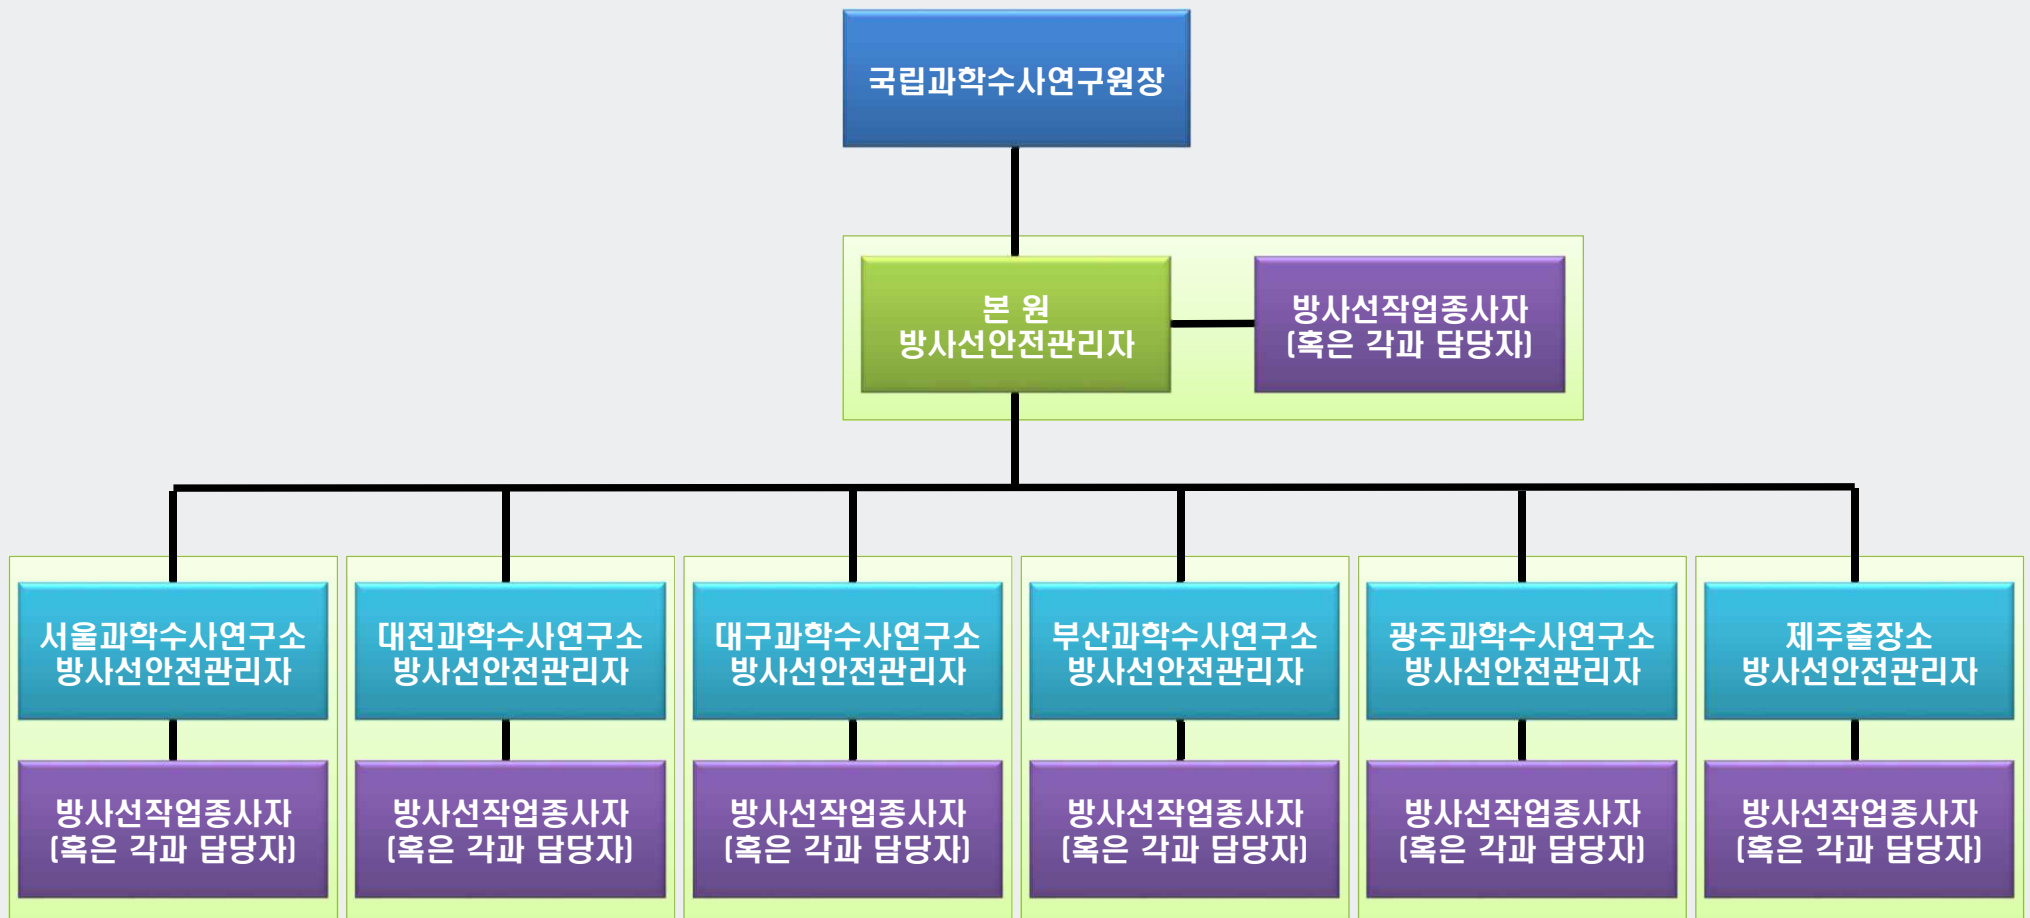 국립과학수사연구원장
본 원
방사선안전관리자
방사선작업종사자
(혹은 각과 담당자)
서울과학수사연구소
방사선안전관리자
대전과학수사연구소
방사선안전관리자
대구과학수사연구소
방사선안전관리자
부산과학수사연구소
방사선안전관리자
광주과학수사연구소
방사선안전관리자
제주출장소
방사선안전관리자
방사선작업종사자
(혹은 각과 담당자)
방사선작업종사자
(혹은 각과 담당자)
방사선작업종사자
(혹은 각과 담당자)
방사선작업종사자
(혹은 각과 담당자)
방사선작업종사자
(혹은 각과 담당자)
방사선작업종사자
(혹은 각과 담당자)